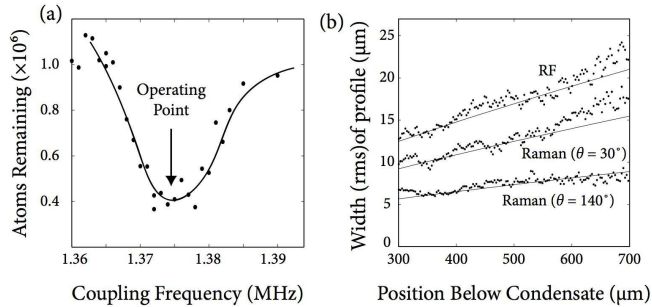 (a)
Atoms Remaining (×10⁶)
1.0
0.8
0.6
0.4
Operating
Point
1.36
1.37
1.38
1.39
Coupling Frequency (MHz)
(b)
Width (rms) of profile (μm)
25
20
15
10
5
0
RF
Raman (θ = 30˚)
Raman (θ = 140˚)
300
400
500
600
700
Position Below Condensate (μm)